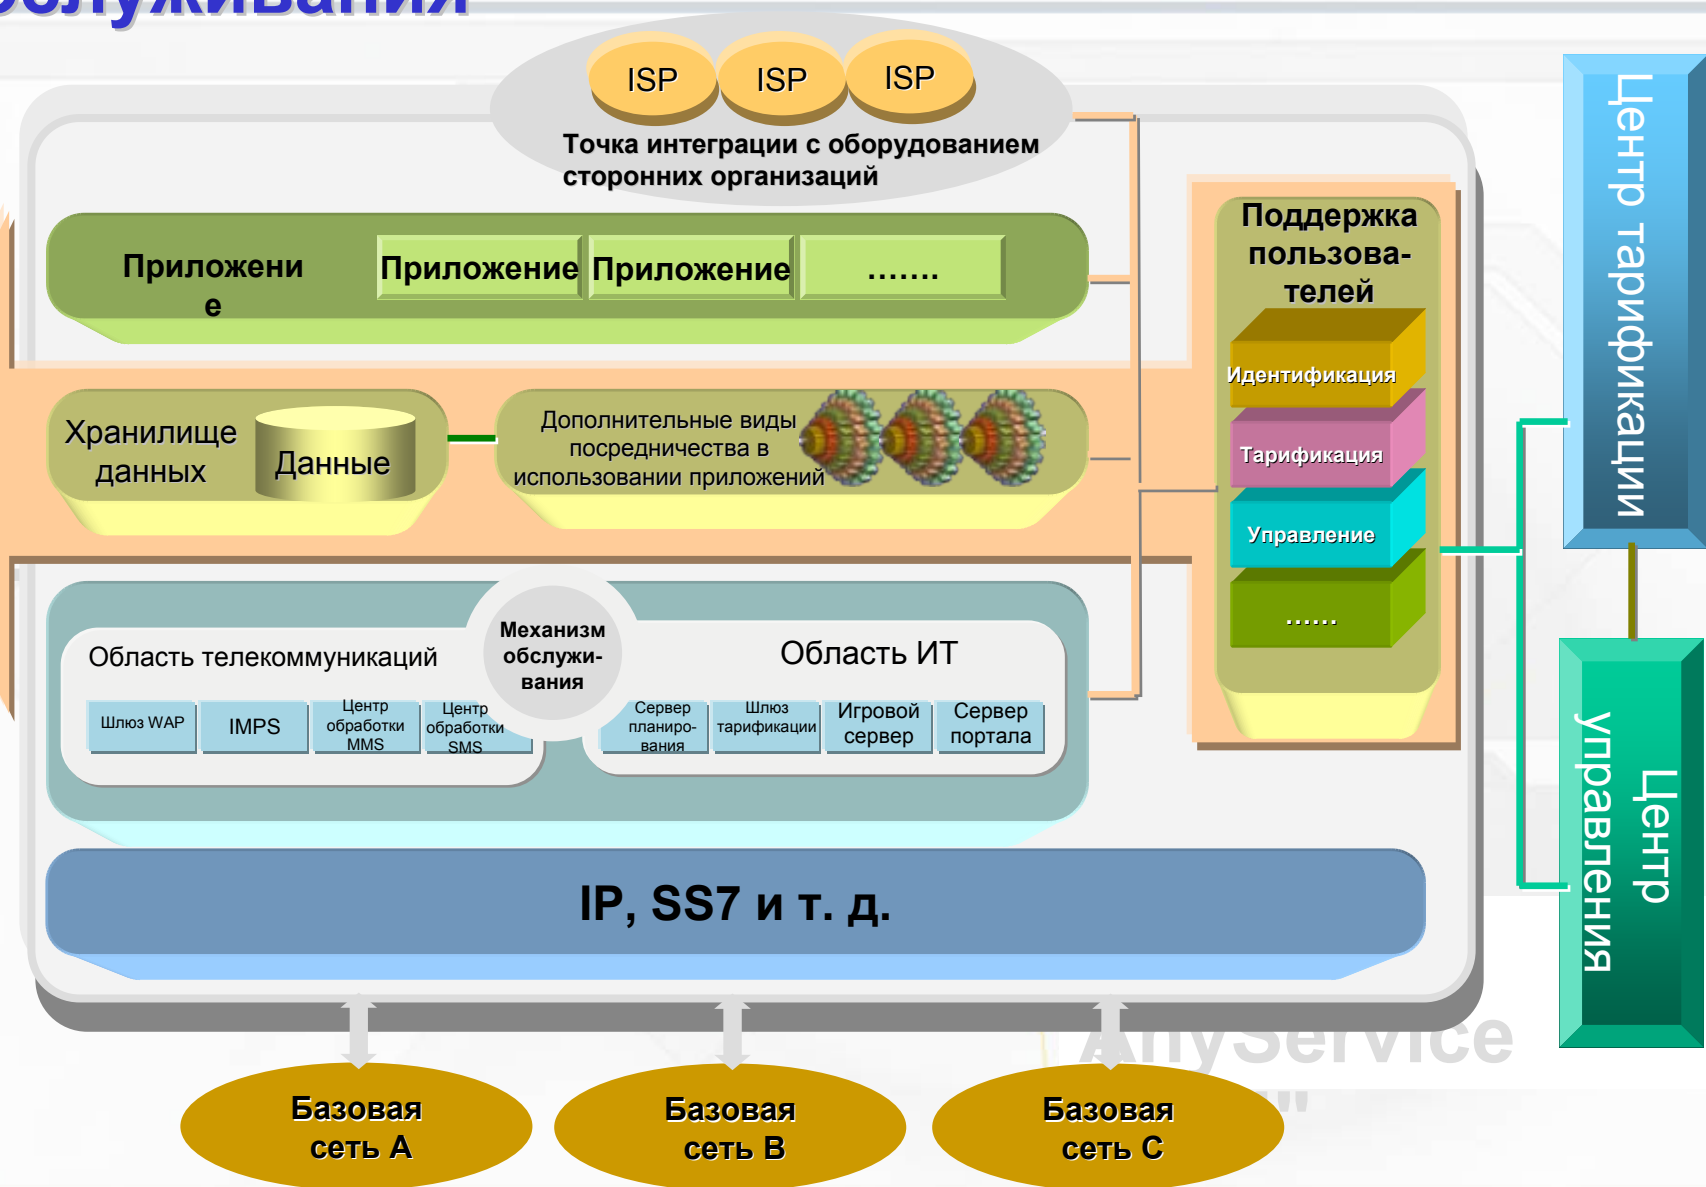 ISP
ISP
ISP
Точка интеграции с оборудованием
сторонних организаций
Приложени
е
Приложение
Приложение
.......
Поддержка
пользова-
телей
Идентификация
Тарификация
Управление
......
Хранилище
данных
Данные
Дополнительные виды
посредничества в
использовании приложений
Механизм
обслужи-
вания
Область телекоммуникаций
Шлюз WAP
IMPS
Центр
обработки
MMS
Центр
обработки
SMS
Область ИТ
Сервер
планиро-
вания
Шлюз
тарификации
Игровой
сервер
Сервер
портала
IP, SS7 и т. д.
Базовая
сеть A
Базовая
сеть B
Базовая
сеть C
Центр тарификации
Центр
управления
AnyService
"